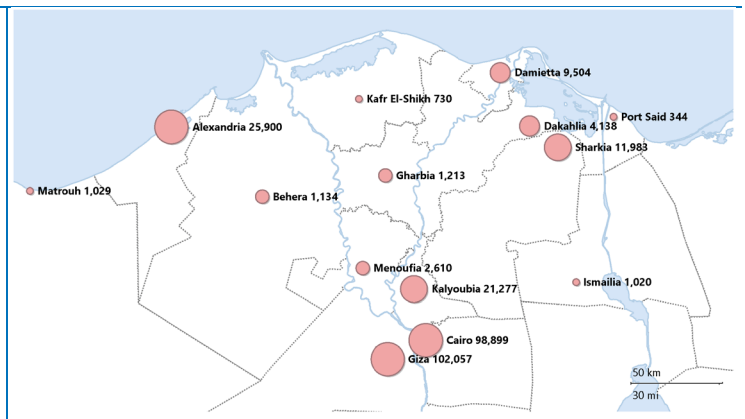 Damietta 9,504
Kafr El-Shikh 730
Port Said 344
Alexandria 25,900
Dakahlia 4,138
Sharkia 11,983
Gharbia 1,213
Matrouh 1,029
Behera 1,134
Menoufia 2,610
Ismailia 1,020
Kalyoubia 21,277
Cairo 98,899
Giza 102,057
50 km
30 mi